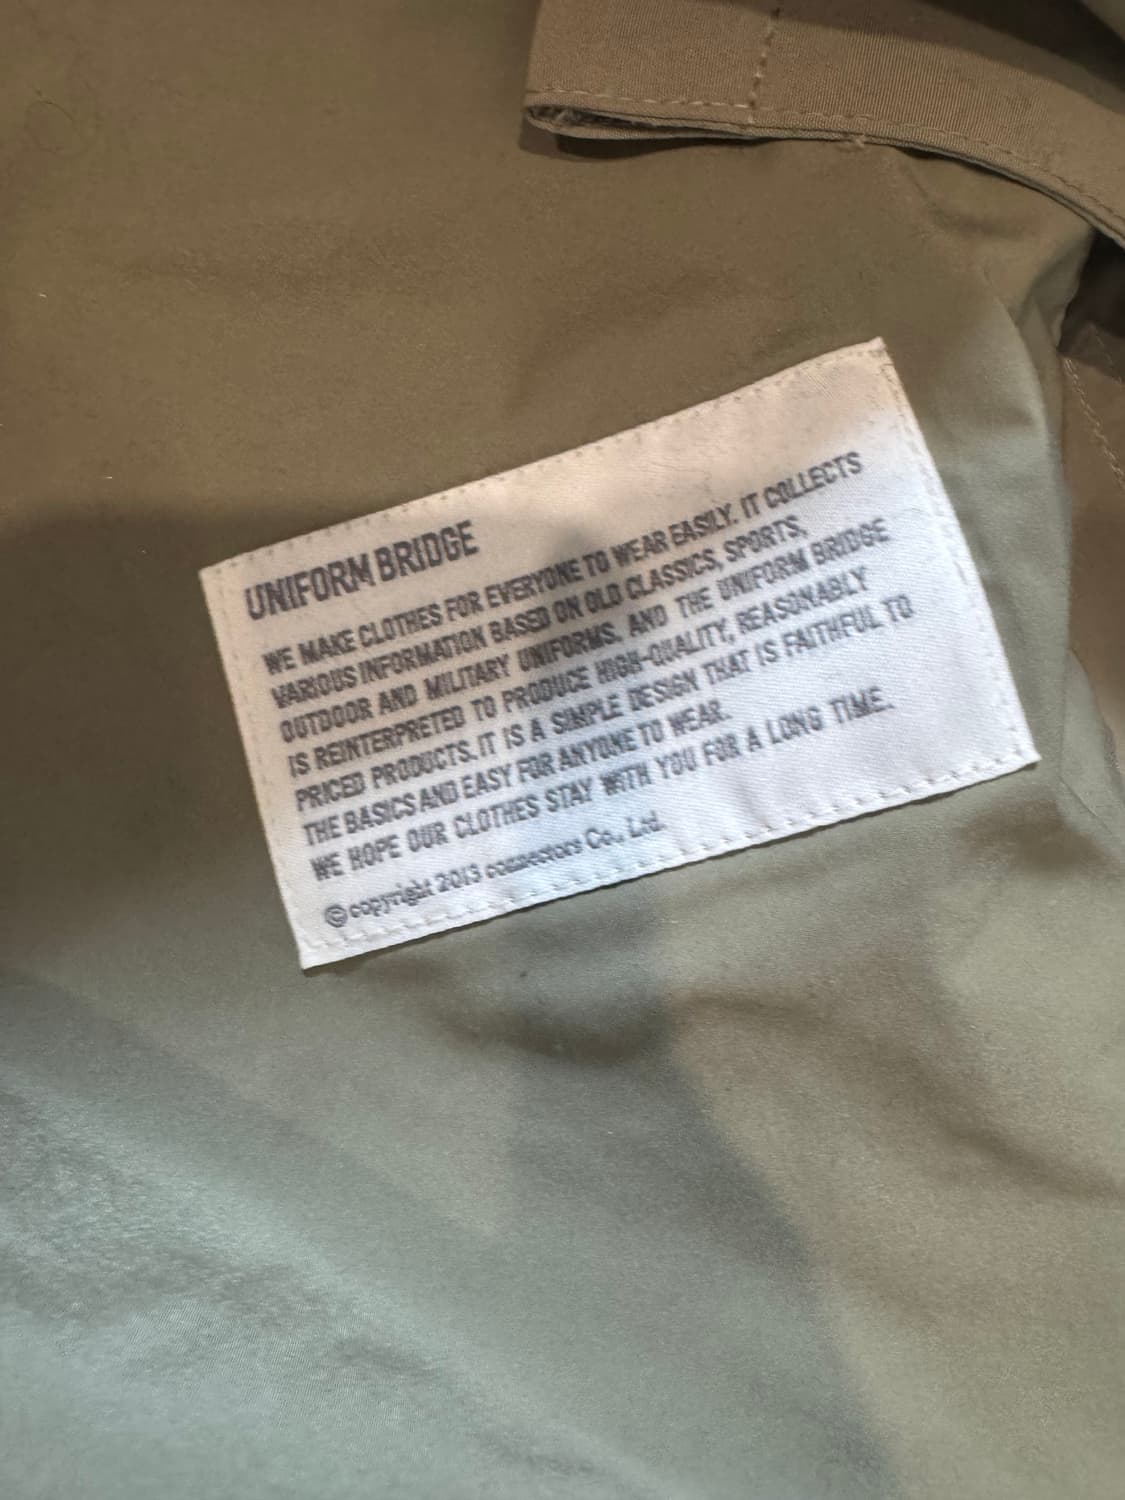 UNIFORM BRIDGE
WE MAKE CLOTHES FOR EVERYONE TO WEAR EASILY. IT COLLECTS
VARIOUS INFORMATION BASED ON OLD CLASSICS, SPORTS,
OUTDOOR AND MILITARY UNIFORMS. AND THE UNIFORM BRIDGE
IS REINTERPRETED TO PRODUCE HIGH-QUALITY, REASONABLY
PRICED PRODUCTS. IT IS A SIMPLE DESIGN THAT IS FAITHFUL TO
THE BASICS AND EASY FOR ANYONE TO WEAR.
WE HOPE OUR CLOTHES STAY WITH YOU FOR A LONG TIME.
© copyright 2013 connectors Co., Ltd.